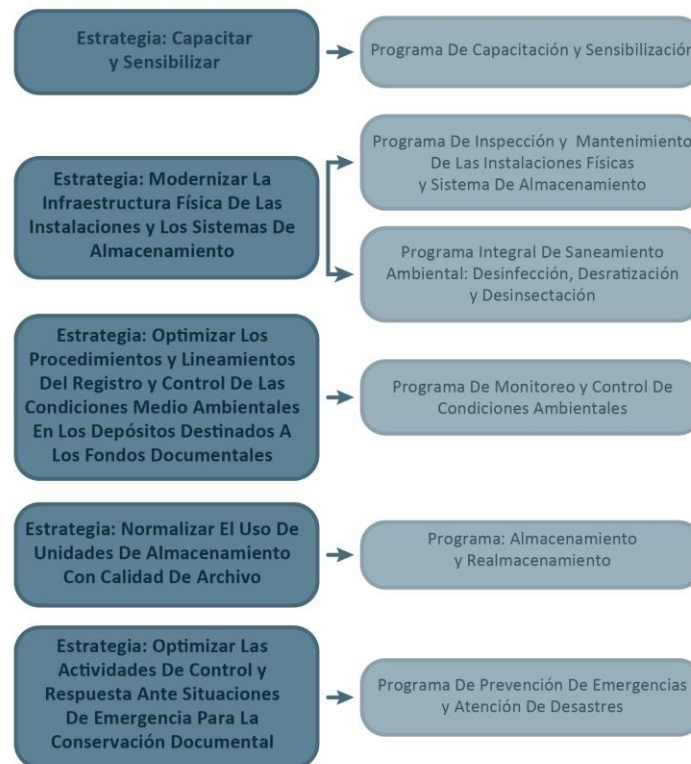 Estrategia: Capacitar
y Sensibilizar
Programa De Capacitación y Sensibilización
Estrategia: Modernizar La
Infraestructura Física De Las
Instalaciones y Los Sistemas De
Almacenamiento
Programa De Inspección y Mantenimiento
De Las Instalaciones Físicas
y Sistema De Almacenamiento
Programa Integral De Saneamiento
Ambiental: Desinfección, Desratización
y Desinsectación
Estrategia: Optimizar Los
Procedimientos y Lineamientos
Del Registro y Control De Las
Condiciones Medio Ambientales
En Los Depósitos Destinados A
Los Fondos Documentales
Programa De Monitoreo y Control De
Condiciones Ambientales
Estrategia: Normalizar El Uso De
Unidades De Almacenamiento
Con Calidad De Archivo
Programa: Almacenamiento
y Realmacenamiento
Estrategia: Optimizar Las
Actividades De Control y
Respuesta Ante Situaciones
De Emergencia Para La
Conservación Documental
Programa De Prevención De Emergencias
y Atención De Desastres